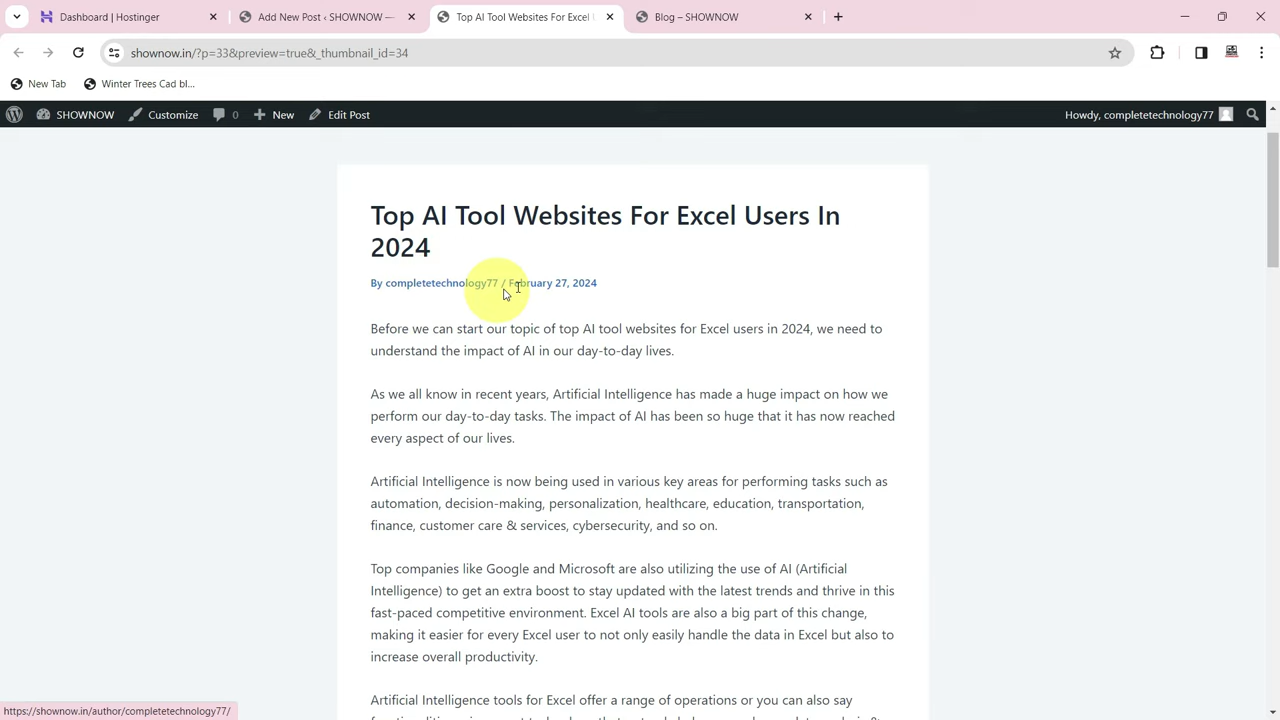 Dashboard | Hostinger
Add New Post ‹ SHOWNOW —
Top AI Tool Websites For Excel
Blog – SHOWNOW
shownow.in/?p=33&preview=true&_thumbnail_id=34
New Tab
Winter Trees Cad bl...
SHOWNOW
Customize
0
New
Edit Post
Howdy, completetechnology77
Top AI Tool Websites For Excel Users In
2024
By completetechnology77 / February 27, 2024
Before we can start our topic of top AI tool websites for Excel users in 2024, we need to
understand the impact of AI in our day-to-day lives.
As we all know in recent years, Artificial Intelligence has made a huge impact on how we
perform our day-to-day tasks. The impact of AI has been so huge that it has now reached
every aspect of our lives.
Artificial Intelligence is now being used in various key areas for performing tasks such as
automation, decision-making, personalization, healthcare, education, transportation,
finance, customer care & services, cybersecurity, and so on.
Top companies like Google and Microsoft are also utilizing the use of AI (Artificial
Intelligence) to get an extra boost to stay updated with the latest trends and thrive in this
fast-paced competitive environment. Excel AI tools are also a big part of this change,
making it easier for every Excel user to not only easily handle the data in Excel but also to
increase overall productivity.
Artificial Intelligence tools for Excel offer a range of operations or you can also say
https://shownow.in/author/completetechnology77/